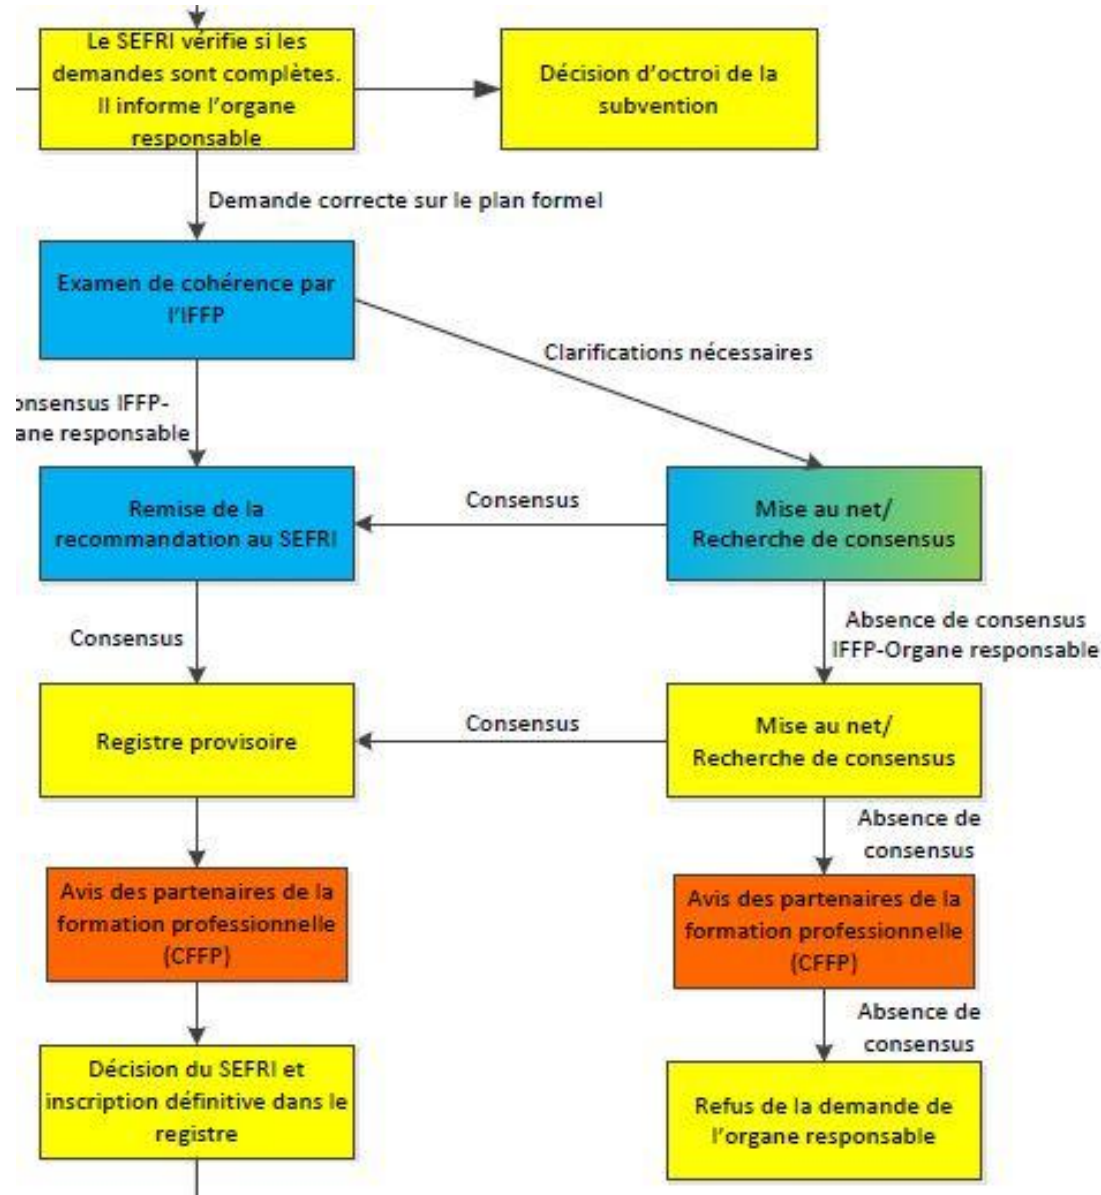 Le SEFRI vérifie si les
demandes sont complètes.
Il informe l'organe
responsable
Décision d'octroi de la
subvention
Demande correcte sur le plan formel
Examen de cohérence par
l'IFFP
Clarifications nécessaires
onsensus IFFP-
ane responsable
Remise de la
recommandation au SEFRI
Consensus
Mise au net/
Recherche de consensus
Consensus
Absence de consensus
IFFP-Organe responsable
Registre provisoire
Consensus
Mise au net/
Recherche de consensus
Absence de
consensus
Avis des partenaires de la
formation professionnelle
(CFFP)
Avis des partenaires de la
formation professionnelle
(CFFP)
Absence de
consensus
Décision du SEFRI et
inscription définitive dans le
registre
Refus de la demande de
l'organe responsable